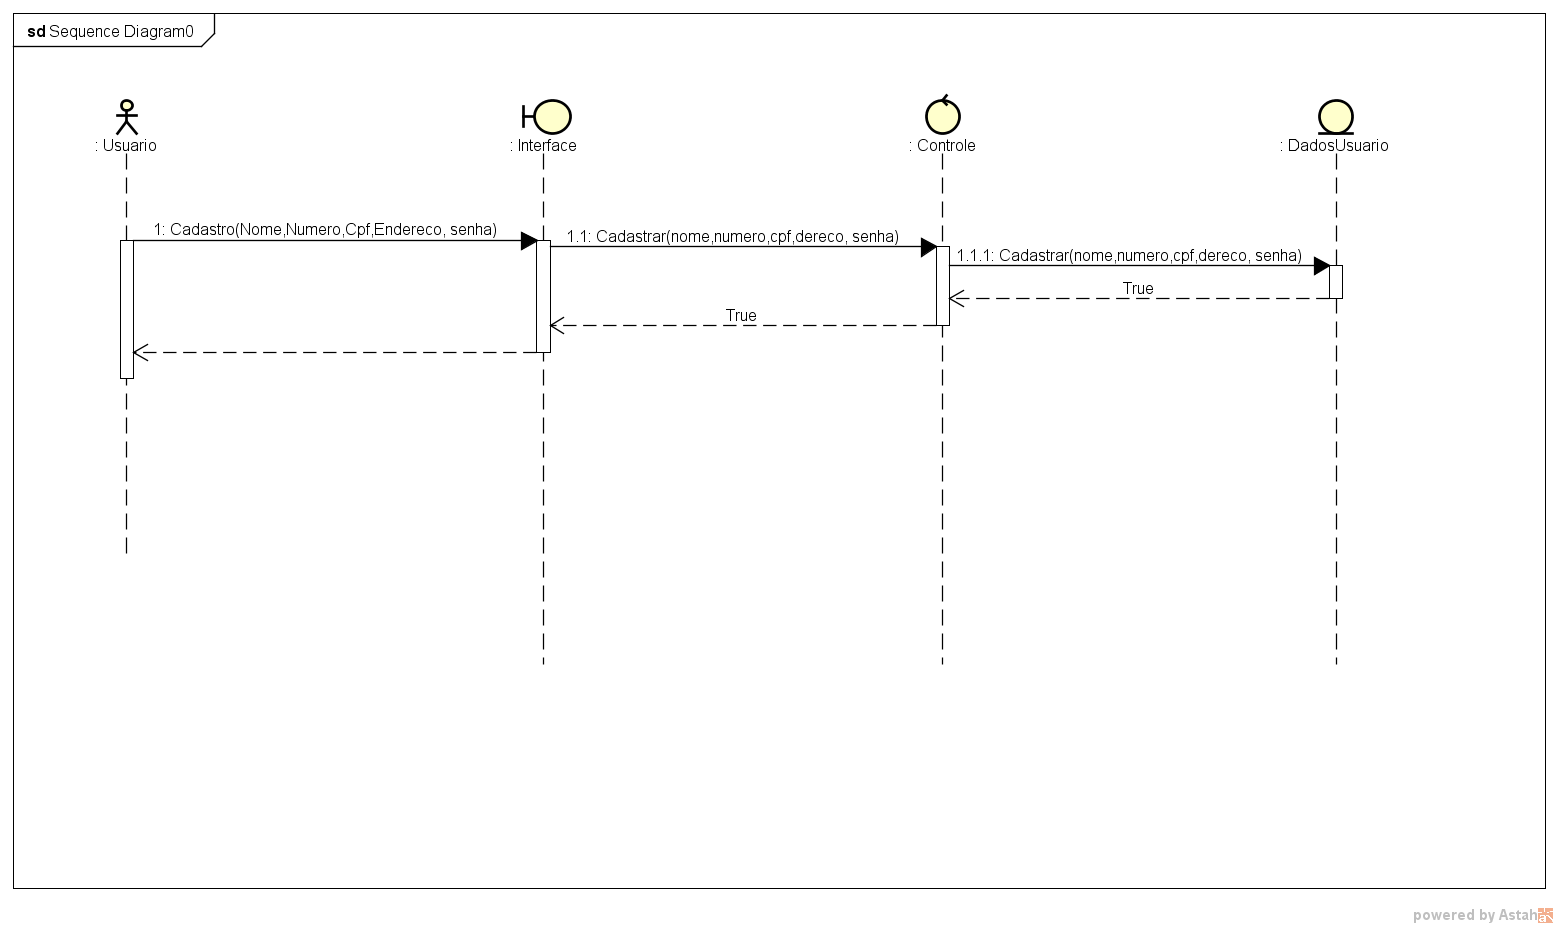 sd Sequence Diagram0
: Usuario
: Interface
: Controle
: DadosUsuario
1: Cadastro(Nome,Numero,Cpf,Endereco, senha)
1.1: Cadastrar(nome,numero,cpf,dereco, senha)
1.1.1: Cadastrar(nome,numero,cpf,dereco, senha)
True
True
powered by Astah